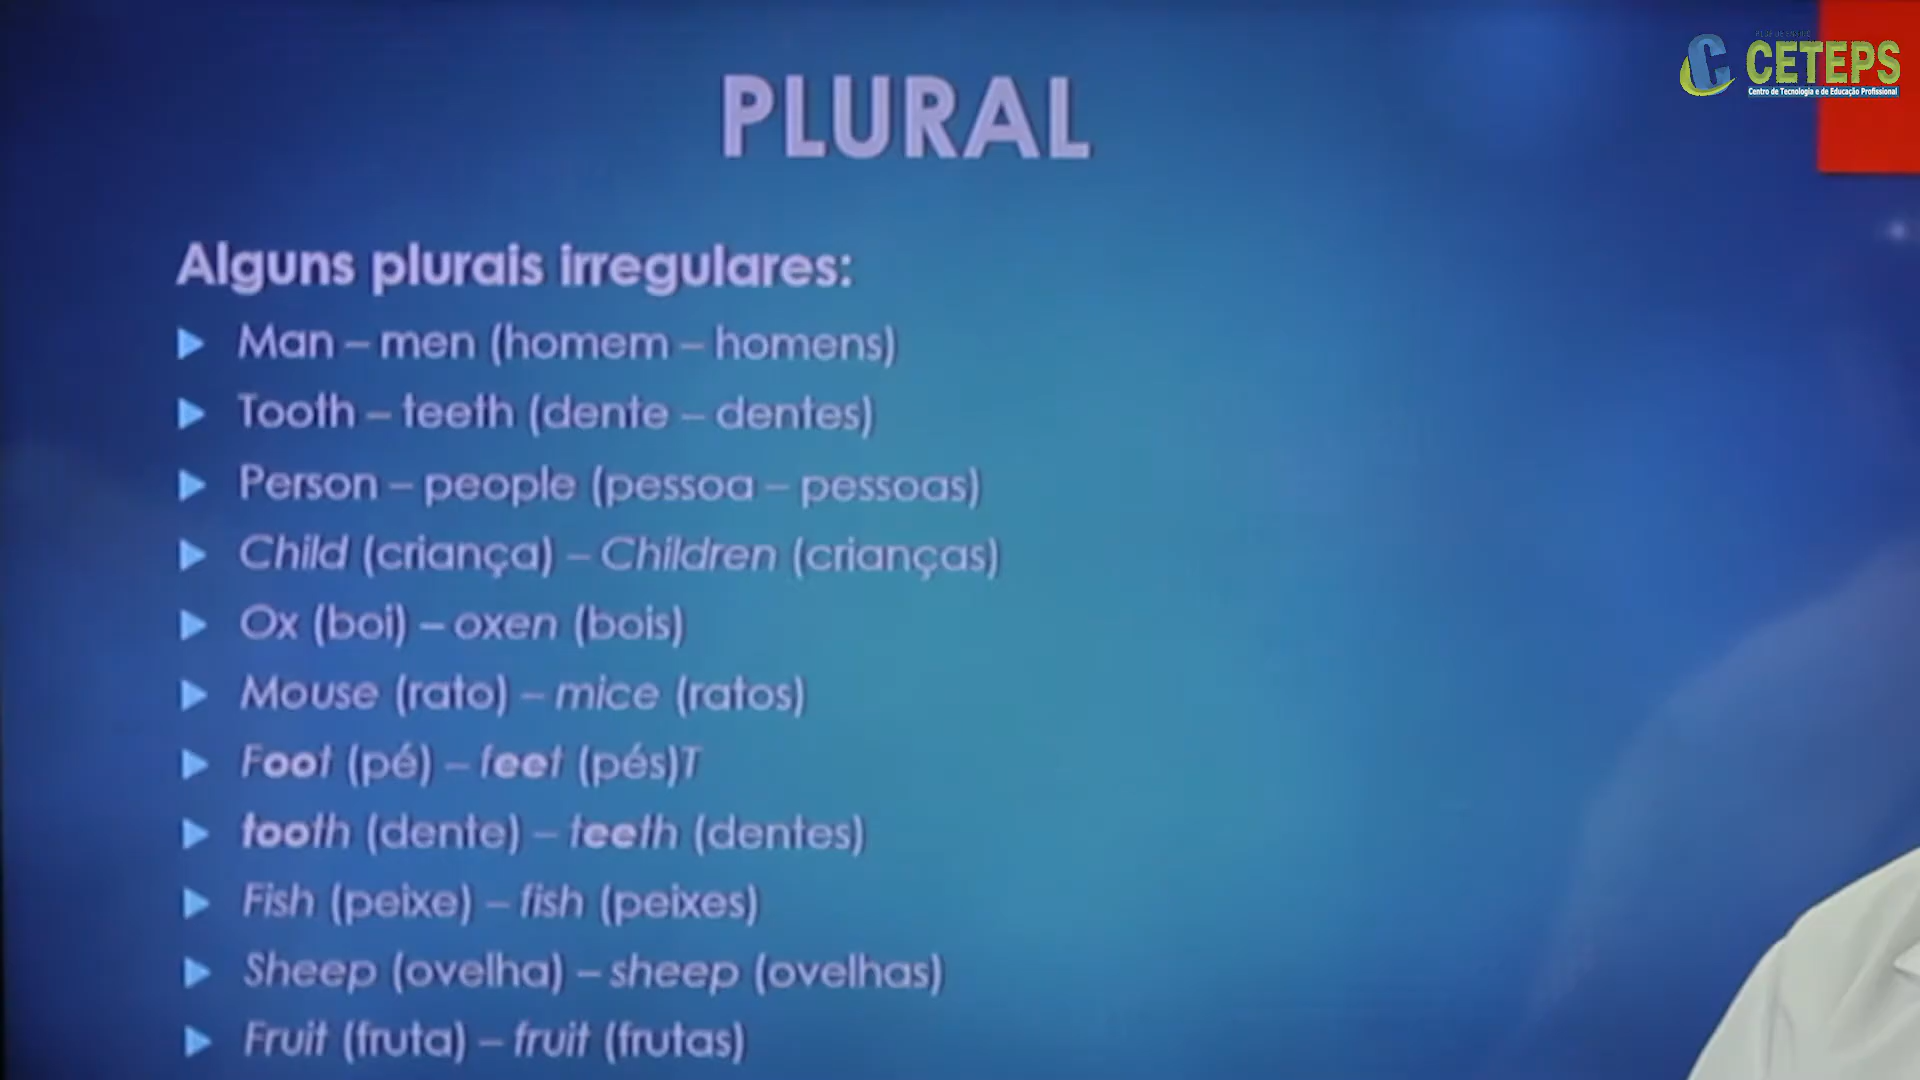 CETEPS
Centro de Tecnologia e de Educação Profissional
PLURAL
Alguns plurais irregulares:
Man – men (homem – homens)
Tooth – teeth (dente – dentes)
Person – people (pessoa – pessoas)
Child (criança) – Children (crianças)
Ox (boi) – oxen (bois)
Mouse (rato) – mice (ratos)
Foot (pé) – feet (pés)T
tooth (dente) – teeth (dentes)
Fish (peixe) – fish (peixes)
Sheep (ovelha) – sheep (ovelhas)
Fruit (fruta) – fruit (frutas)